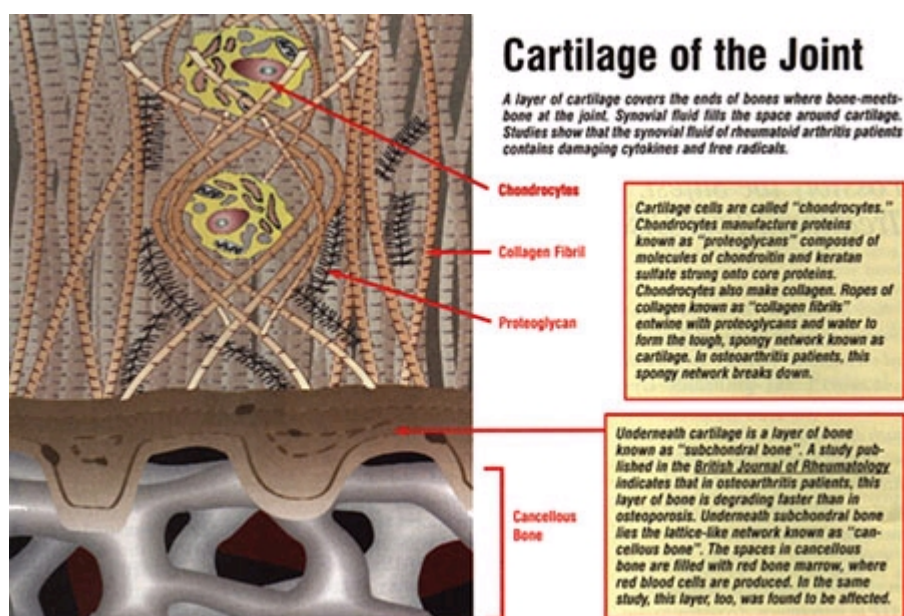 Cartilage of the Joint
A layer of cartilage covers the ends of bones where bone-meets-
bone at the joint. Synovial fluid fills the space around cartilage.
Studies show that the synovial fluid of rheumatoid arthritis patients
contains damaging cytokines and free radicals.
Chondrocytes
Collagen Fibril
Proteoglycan
Cartilage cells are called "chondrocytes."
Chondrocytes manufacture proteins
known as "proteoglycans" composed of
molecules of chondroitin and keratan
sulfate strung onto core proteins.
Chondrocytes also make collagen. Ropes of
collagen known as "collagen fibrils"
entwine with proteoglycans and water to
form the tough, spongy network known as
cartilage. In osteoarthritis patients, this
spongy network breaks down.
Underneath cartilage is a layer of bone
known as "subchondral bone". A study pub-
lished in the British Journal of Rheumatology
indicates that in osteoarthritis patients, this
layer of bone is degrading faster than in
osteoporosis. Underneath subchondral bone
lies the lattice-like network known as "can-
cellous bone". The spaces in cancellous
bone are filled with red bone marrow, where
red blood cells are produced. In the same
study, this layer, too, was found to be affected.
Cancellous
Bone